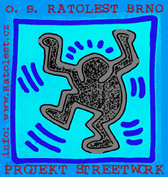 O. S. RATOLEST BRNO
info: www.Ratolest.cz
PROJEKT STREETWORK